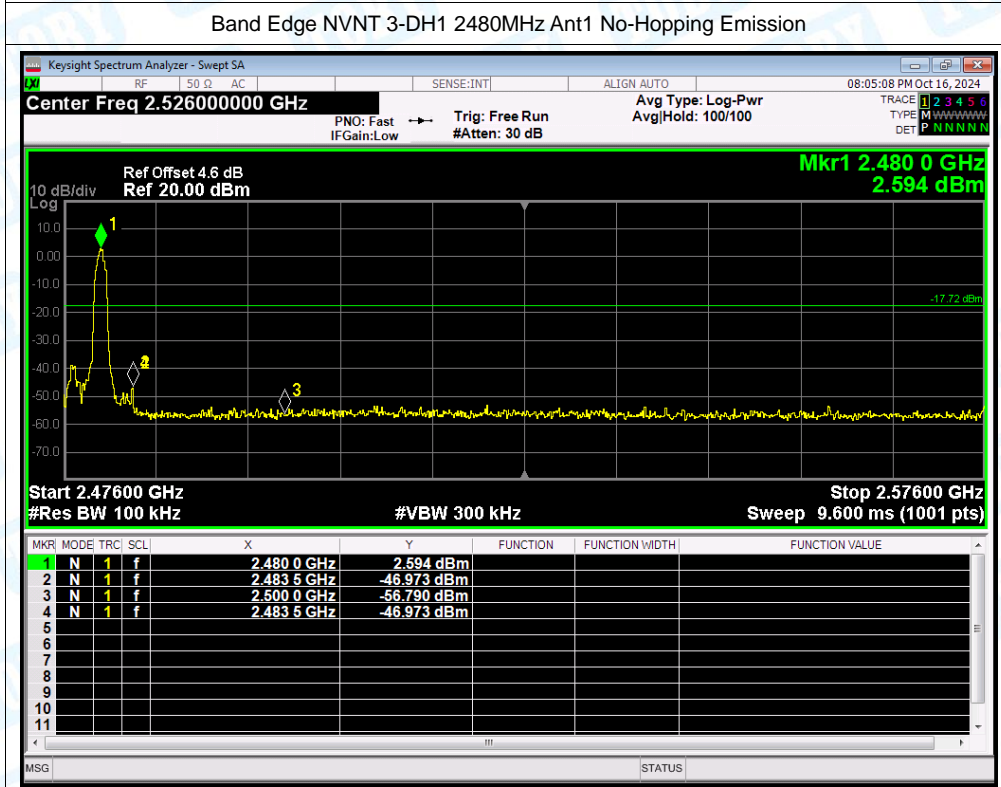 Band Edge NVNT 3-DH1 2480MHz Ant1 No-Hopping Emission
Keysight Spectrum Analyzer - Swept SA
LXI RF 50 Ω AC SENSE:INT ALIGN AUTO 08:05:08 PM Oct 16, 2024
Center Freq 2.526000000 GHz
PNO: Fast
IFGain:Low
Trig: Free Run
#Atten: 30 dB
Avg Type: Log-Pwr
Avg|Hold: 100/100
TRACE 1 2 3 4 5 6
TYPE M W W W W W
DET P N N N N N
Mkr1 2.480 0 GHz
2.594 dBm
Ref Offset 4.6 dB
10 dB/div Ref 20.00 dBm
Log
10.0
0.00
-10.0
-20.0
-30.0
-40.0
-50.0
-60.0
-70.0
1
3
-17.72 dBm
Start 2.47600 GHz Stop 2.57600 GHz
#Res BW 100 kHz #VBW 300 kHz Sweep 9.600 ms (1001 pts)
MKR MODE TRC SCL X Y FUNCTION FUNCTION WIDTH FUNCTION VALUE
1 N 1 f 2.480 0 GHz 2.594 dBm
2 N 1 f 2.483 5 GHz -46.973 dBm
3 N 1 f 2.500 0 GHz -56.790 dBm
4 N 1 f 2.483 5 GHz -46.973 dBm
5
6
7
8
9
10
11
MSG STATUS